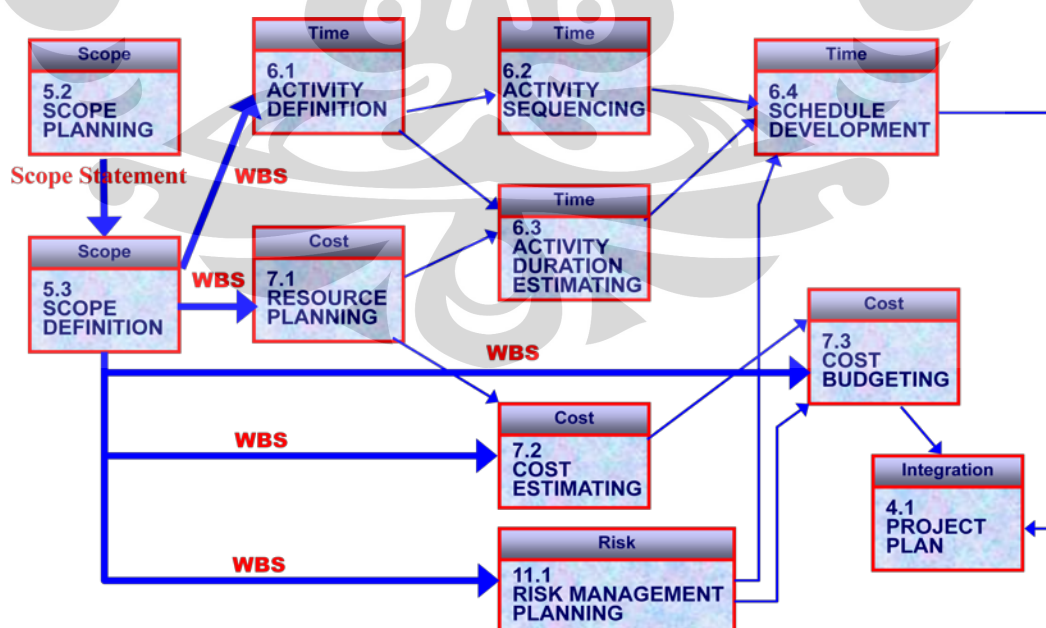 Scope
5.2
SCOPE
PLANNING
Scope Statement
Scope
5.3
SCOPE
DEFINITION
WBS
Time
6.1
ACTIVITY
DEFINITION
Time
6.2
ACTIVITY
SEQUENCING
Time
6.4
SCHEDULE
DEVELOPMENT
WBS
Cost
7.1
RESOURCE
PLANNING
Time
6.3
ACTIVITY
DURATION
ESTIMATING
WBS
Cost
7.3
COST
BUDGETING
WBS
Cost
7.2
COST
ESTIMATING
Integration
4.1
PROJECT
PLAN
WBS
Risk
11.1
RISK MANAGEMENT
PLANNING